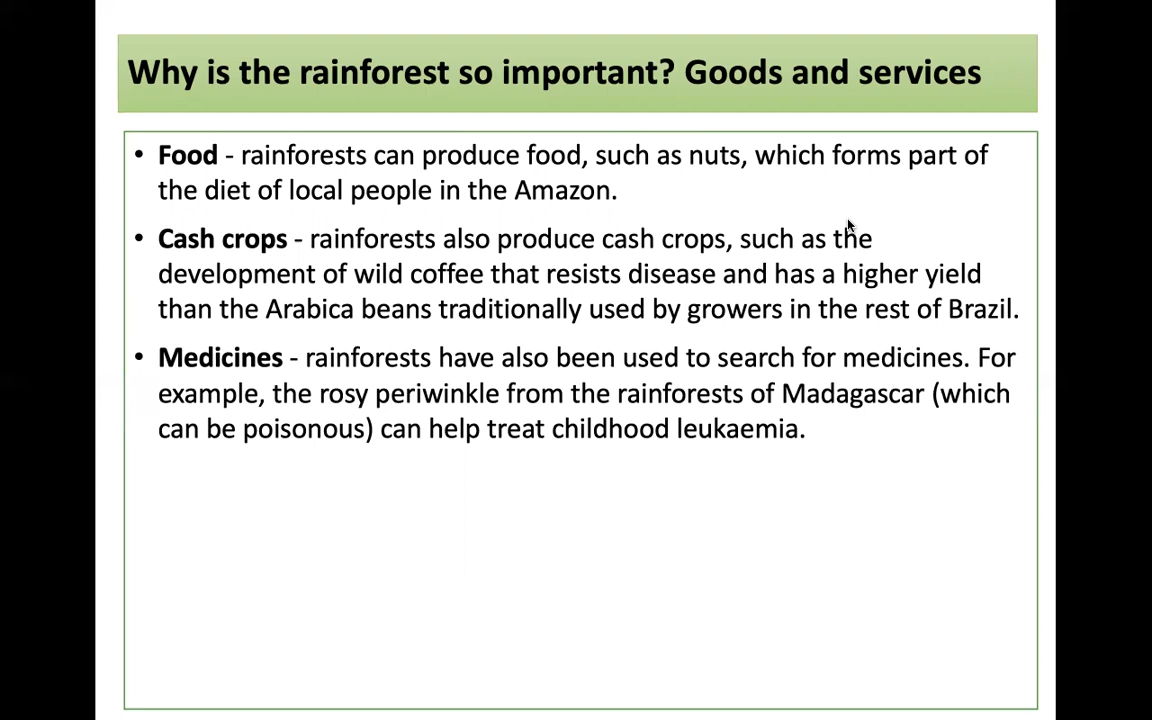 Why is the rainforest so important? Goods and services
• Food - rainforests can produce food, such as nuts, which forms part of
the diet of local people in the Amazon.
• Cash crops - rainforests also produce cash crops, such as the
development of wild coffee that resists disease and has a higher yield
than the Arabica beans traditionally used by growers in the rest of Brazil.
• Medicines - rainforests have also been used to search for medicines. For
example, the rosy periwinkle from the rainforests of Madagascar (which
can be poisonous) can help treat childhood leukaemia.